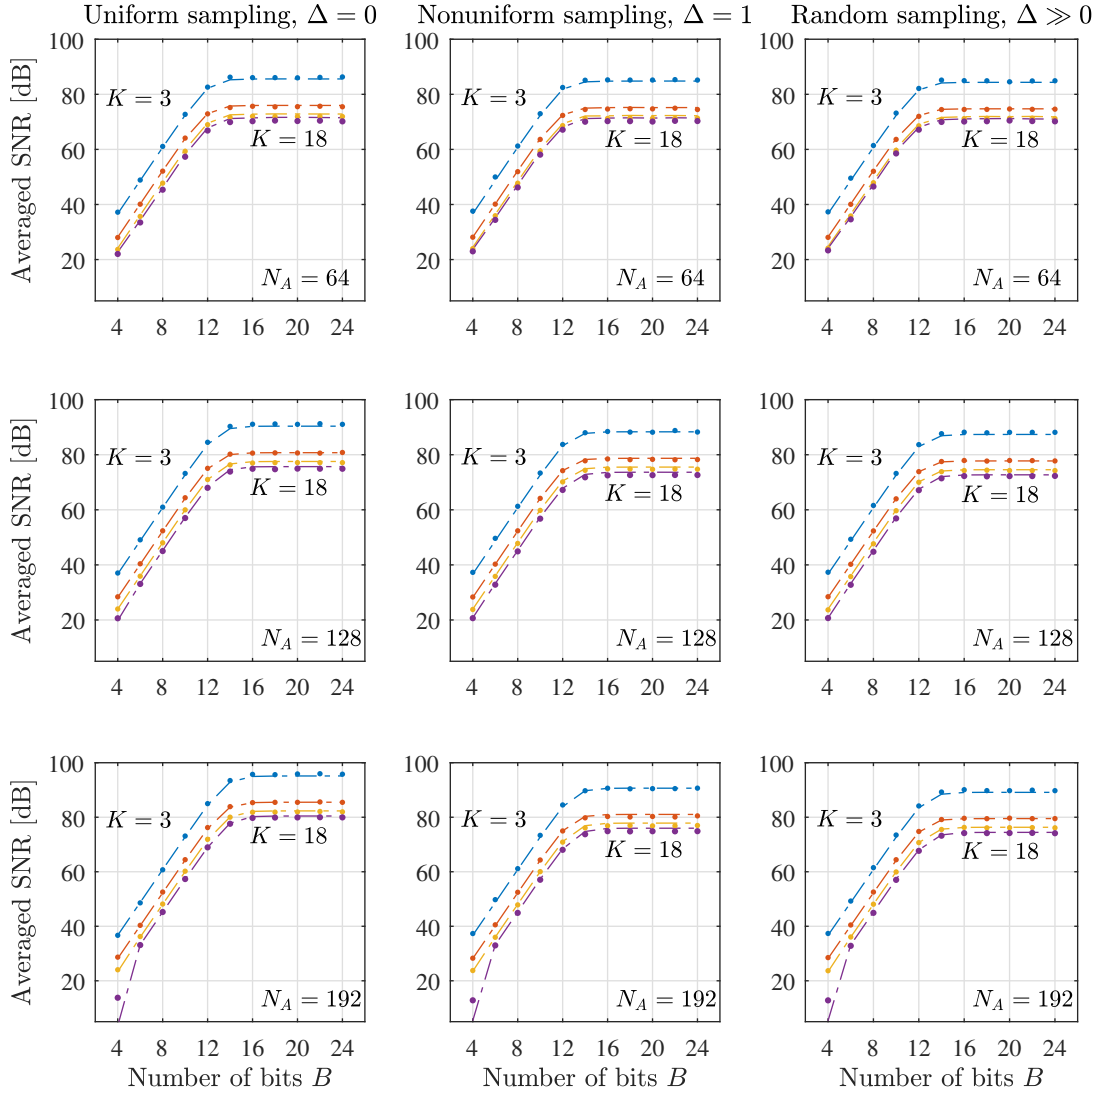 Uniform sampling, Δ = 0
Nonuniform sampling, Δ = 1
Random sampling, Δ ≫ 0
Averaged SNR [dB]
100
80
60
40
20
K = 3
K = 18
N_A = 64
4 8 12 16 20 24
100
80
60
40
20
K = 3
K = 18
N_A = 64
4 8 12 16 20 24
100
80
60
40
20
K = 3
K = 18
N_A = 64
4 8 12 16 20 24
Averaged SNR [dB]
100
80
60
40
20
K = 3
K = 18
N_A = 128
4 8 12 16 20 24
100
80
60
40
20
K = 3
K = 18
N_A = 128
4 8 12 16 20 24
100
80
60
40
20
K = 3
K = 18
N_A = 128
4 8 12 16 20 24
Averaged SNR [dB]
100
80
60
40
20
K = 3
K = 18
N_A = 192
4 8 12 16 20 24
Number of bits B
100
80
60
40
20
K = 3
K = 18
N_A = 192
4 8 12 16 20 24
Number of bits B
100
80
60
40
20
K = 3
K = 18
N_A = 192
4 8 12 16 20 24
Number of bits B